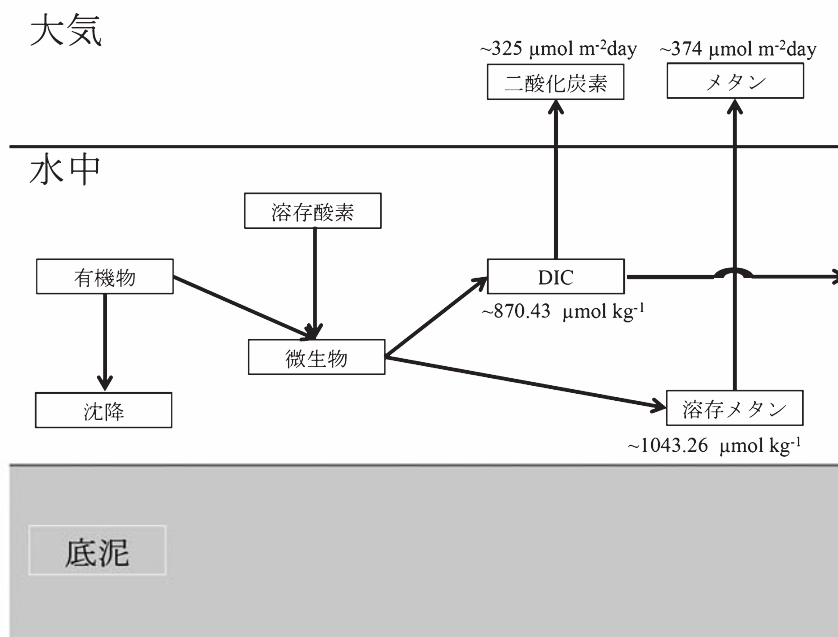 大気
~325 μmol m-2day
~374 μmol m-2day
二酸化炭素
メタン
水中
溶存酸素
有機物
DIC
~870.43 μmol kg-1
微生物
沈降
溶存メタン
~1043.26 μmol kg-1
底泥